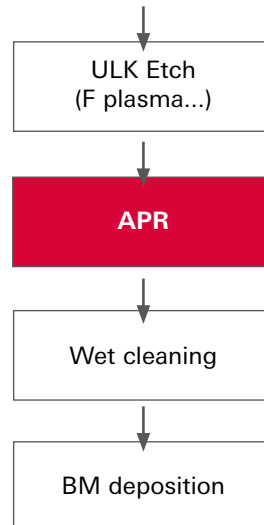 ULK Etch
(F plasma...)
APR
Wet cleaning
BM deposition